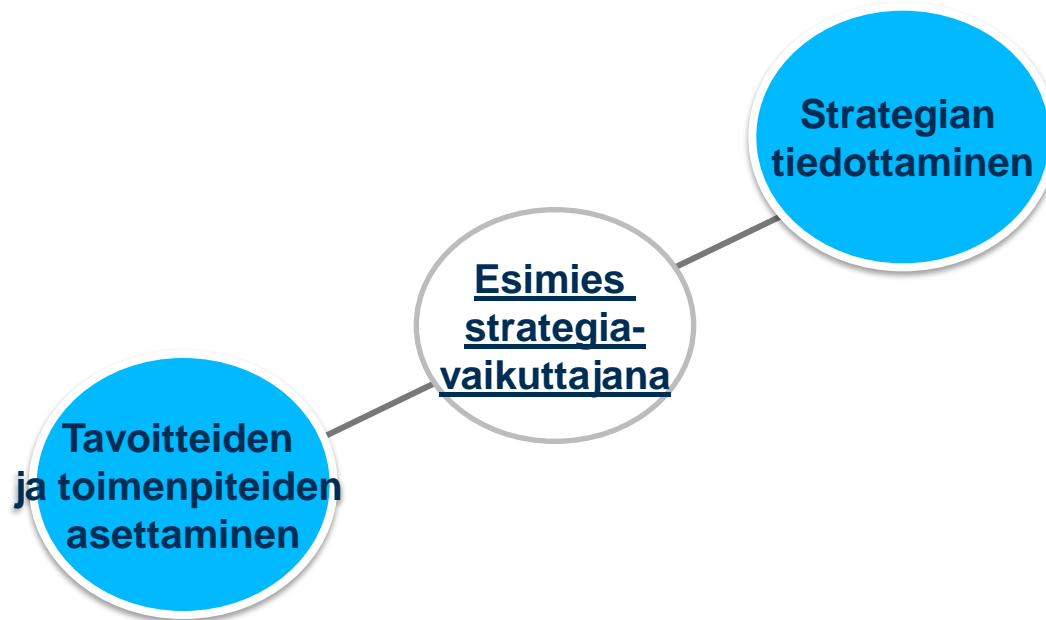 Strategian
tiedottaminen
Esimies
strategia-
vaikuttajana
Tavoitteiden
ja toimenpiteiden
asettaminen